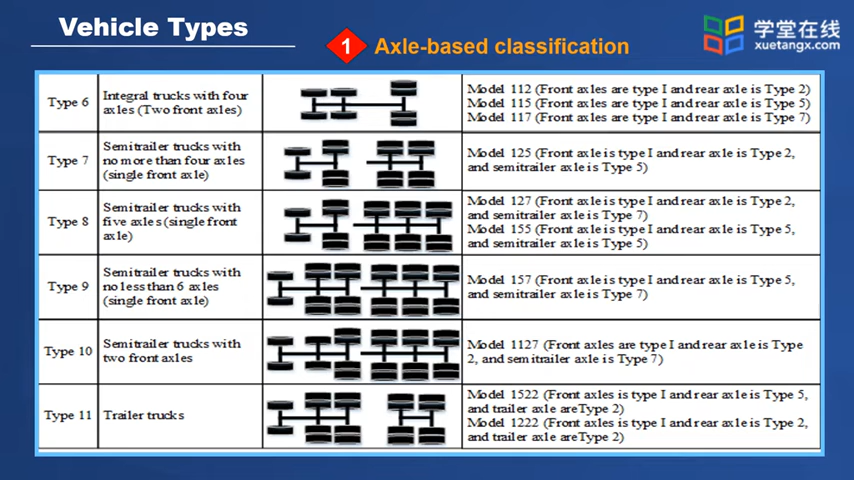 Vehicle Types
1 Axle-based classification
学堂在线
xuetangx.com
Type 6
Integral trucks with four
axles (Two front axles)
Model 112 (Front axles are type I and rear axle is Type 2)
Model 115 (Front axles are type I and rear axle is Type 5)
Model 117 (Front axles are type I and rear axle is Type 7)
Type 7
Semitrailer trucks with
no more than four axles
(single front axle)
Model 125 (Front axle is type I and rear axle is Type 2,
and semitrailer axle is Type 5)
Type 8
Semitrailer trucks with
five axles (single front
axle)
Model 127 (Front axle is type I and rear axle is Type 2,
and semitrailer axle is Type 7)
Model 155 (Front axle is type I and rear axle is Type 5,
and semitrailer axle is Type 5)
Type 9
Semitrailer trucks with
no less than 6 axles
(single front axle)
Model 157 (Front axle is type I and rear axle is Type 5,
and semitrailer axle is Type 7)
Type 10
Semitrailer trucks with
two front axles
Model 1127 (Front axles are type I and rear axle is Type
2, and semitrailer axle is Type 7)
Type 11
Trailer trucks
Model 1522 (Front axles is type I and rear axle is Type 5,
and trailer axle areType 2)
Model 1222 (Front axles is type I and rear axle is Type 2,
and trailer axle areType 2)